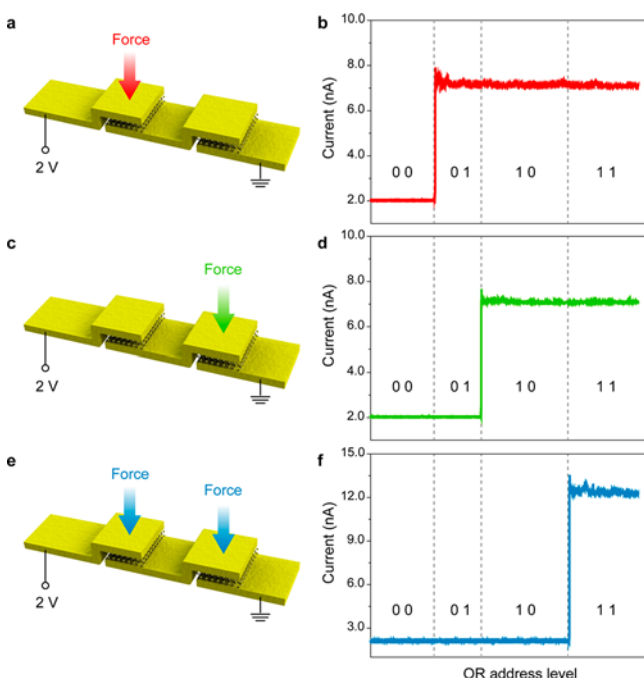 a
Force
2 V
b
10.0
8.0
6.0
4.0
2.0
Current (nA)
0 0
0 1
1 0
1 1
c
Force
2 V
d
10.0
8.0
6.0
4.0
2.0
Current (nA)
0 0
0 1
1 0
1 1
e
Force
Force
2 V
f
15.0
12.0
9.0
6.0
3.0
Current (nA)
0 0
0 1
1 0
1 1
OR address level